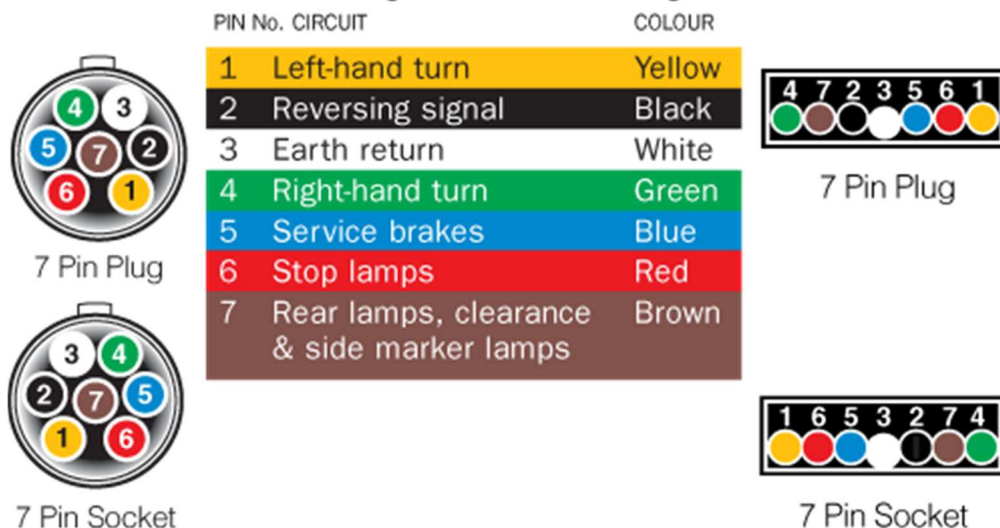 PIN No. CIRCUIT COLOUR
1 Left-hand turn Yellow
2 Reversing signal Black
3 Earth return White
4 Right-hand turn Green
5 Service brakes Blue
6 Stop lamps Red
7 Rear lamps, clearance Brown
& side marker lamps
4 3
5 7 2
6 1
7 Pin Plug
3 4
2 7 5
1 6
7 Pin Socket
4 7 2 3 5 6 1
7 Pin Plug
1 6 5 3 2 7 4
7 Pin Socket